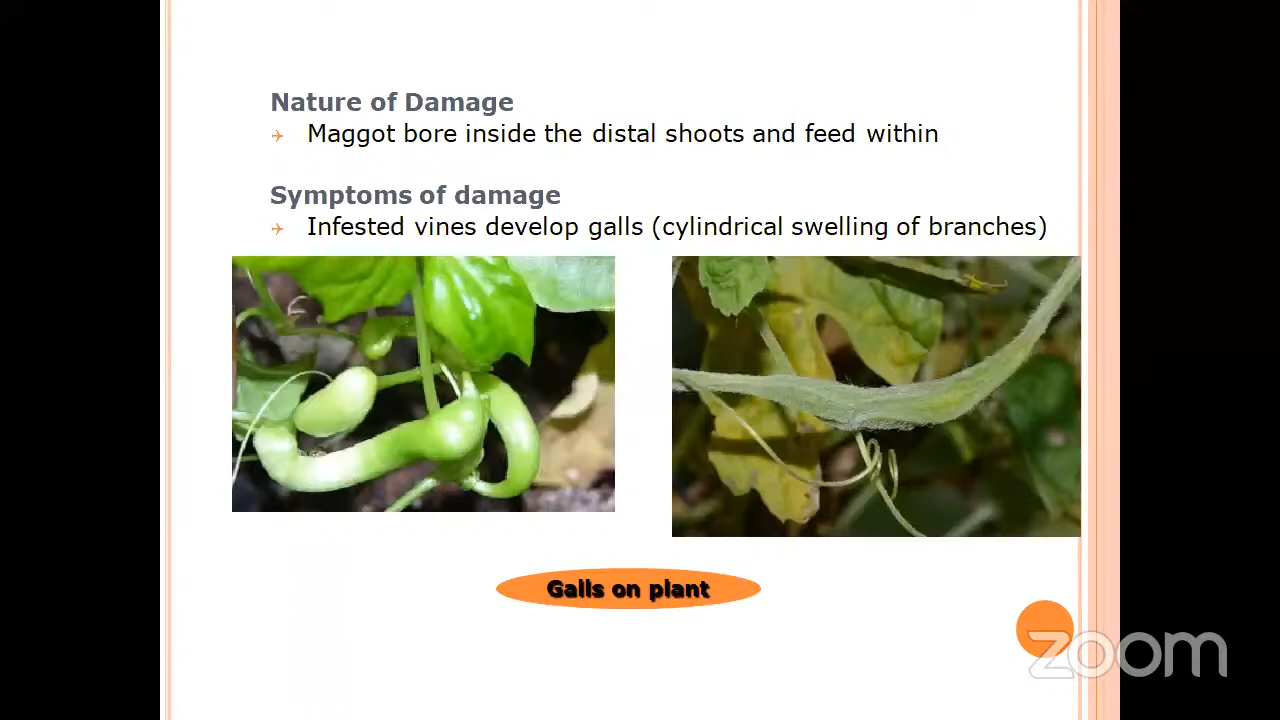 Nature of Damage
Maggot bore inside the distal shoots and feed within
Symptoms of damage
Infested vines develop galls (cylindrical swelling of branches)
Galls on plant
zoom